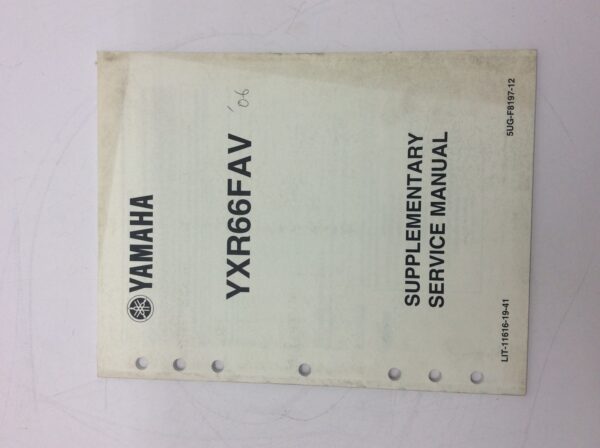 YAMAHA
YXR66FAV '06
SUPPLEMENTARY
SERVICE MANUAL
LIT-11616-19-41
5UG-F8197-12